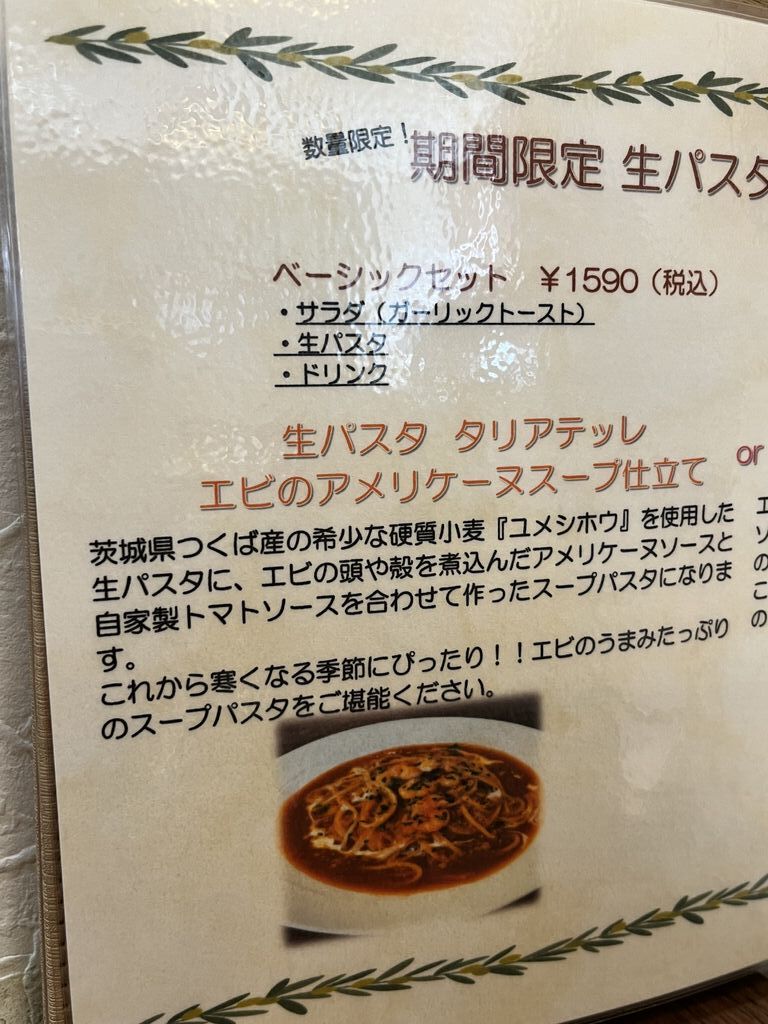 数量限定！
期間限定 生パスタ
ベーシックセット ￥1590（税込）
・サラダ（ガーリックトースト）
・生パスタ
・ドリンク
生パスタ タリアテッレ
エビのアメリケーヌスープ仕立て
or
茨城県つくば産の希少な硬質小麦『ユメシホウ』を使用した
生パスタに、エビの頭や殻を煮込んだアメリケーヌソースと
自家製トマトソースを合わせて作ったスープパスタになりま
す。
これから寒くなる季節にぴったり！！エビのうまみたっぷり
のスープパスタをご堪能ください。
エ
ソ
の
こ
の